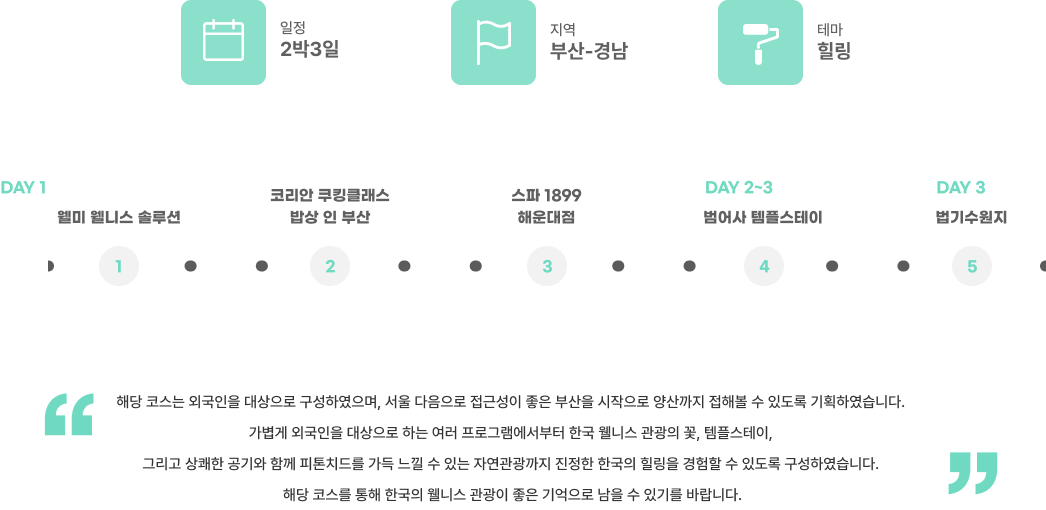 일정
2박3일
지역
부산-경남
테마
힐링
DAY 1
웰미 웰니스 솔루션
1
코리안 쿠킹클래스
밥상 인 부산
2
스파 1899
해운대점
3
DAY 2~3
범어사 템플스테이
4
DAY 3
법기수원지
5
해당 코스는 외국인을 대상으로 구성하였으며, 서울 다음으로 접근성이 좋은 부산을 시작으로 양산까지 접해볼 수 있도록 기획하였습니다.
가볍게 외국인을 대상으로 하는 여러 프로그램에서부터 한국 웰니스 관광의 꽃, 템플스테이,
그리고 상쾌한 공기와 함께 피톤치드를 가득 느낄 수 있는 자연관광까지 진정한 한국의 힐링을 경험할 수 있도록 구성하였습니다.
해당 코스를 통해 한국의 웰니스 관광이 좋은 기억으로 남을 수 있기를 바랍니다.